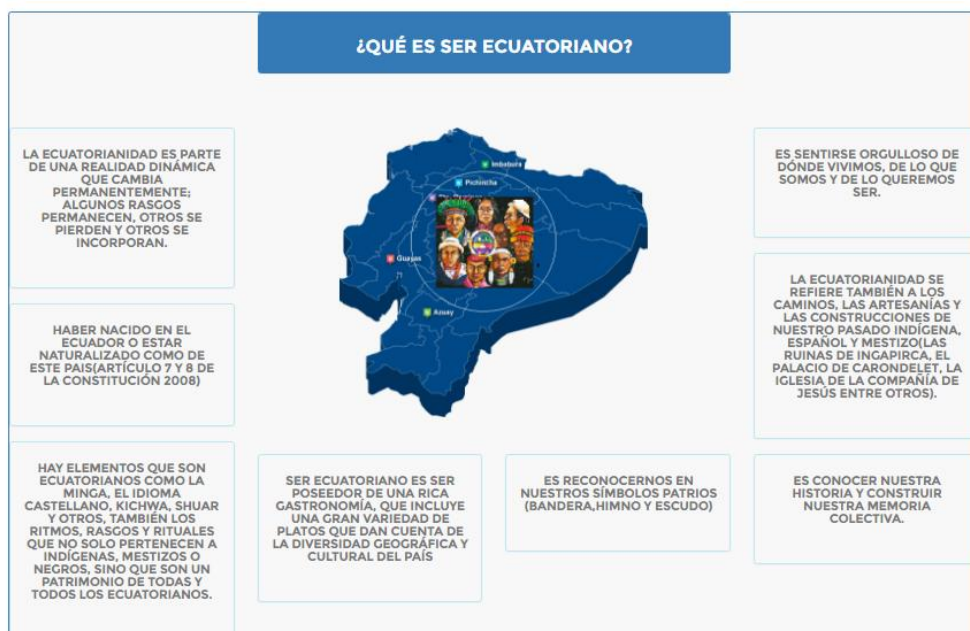 ¿QUÉ ES SER ECUATORIANO?
LA ECUATORIANIDAD ES PARTE
DE UNA REALIDAD DINÁMICA
QUE CAMBIA
PERMANENTEMENTE;
ALGUNOS RASGOS
PERMANECEN, OTROS SE
PIERDEN Y OTROS SE
INCORPORAN.
HABER NACIDO EN EL
ECUADOR O ESTAR
NATURALIZADO COMO DE
ESTE PAIS(ARTÍCULO 7 Y 8 DE
LA CONSTITUCIÓN 2008)
HAY ELEMENTOS QUE SON
ECUATORIANOS COMO LA
MINGA, EL IDIOMA
CASTELLANO, KICHWA, SHUAR
Y OTROS, TAMBIÉN LOS
RITMOS, RASGOS Y RITUALES
QUE NO SOLO PERTENECEN A
INDÍGENAS, MESTIZOS O
NEGROS, SINO QUE SON UN
PATRIMONIO DE TODAS Y
TODOS LOS ECUATORIANOS.
Imbabura
Pichincha
Guayas
Azuay
SER ECUATORIANO ES SER
POSEEDOR DE UNA RICA
GASTRONOMÍA, QUE INCLUYE
UNA GRAN VARIEDAD DE
PLATOS QUE DAN CUENTA DE
LA DIVERSIDAD GEOGRÁFICA Y
CULTURAL DEL PAÍS
ES RECONOCERNOS EN
NUESTROS SÍMBOLOS PATRIOS
(BANDERA,HIMNO Y ESCUDO)
ES SENTIRSE ORGULLOSO DE
DÓNDE VIVIMOS, DE LO QUE
SOMOS Y DE LO QUEREMOS
SER.
LA ECUATORIANIDAD SE
REFIERE TAMBIÉN A LOS
CAMINOS, LAS ARTESANÍAS Y
LAS CONSTRUCCIONES DE
NUESTRO PASADO INDÍGENA,
ESPAÑOL Y MESTIZO(LAS
RUINAS DE INGAPIRCA, EL
PALACIO DE CARONDELET, LA
IGLESIA DE LA COMPAÑÍA DE
JESÚS ENTRE OTROS).
ES CONOCER NUESTRA
HISTORIA Y CONSTRUIR
NUESTRA MEMORIA
COLECTIVA.